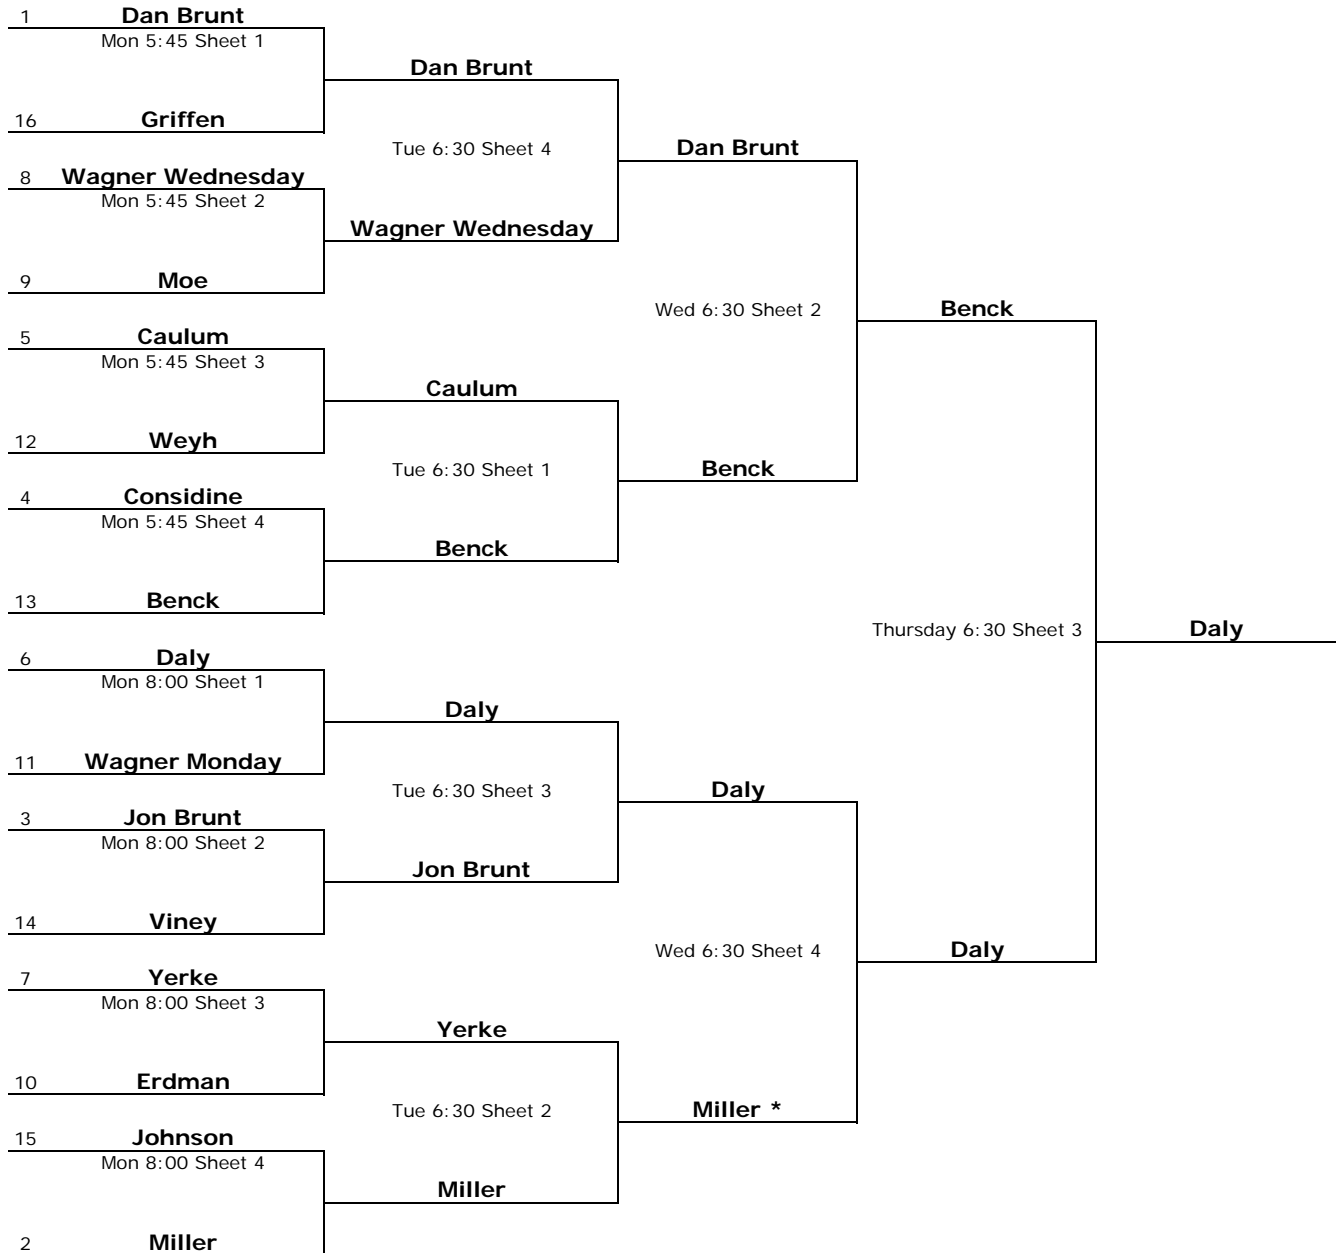 1 Dan Brunt
Mon 5:45 Sheet 1
Dan Brunt
16 Griffen
Tue 6:30 Sheet 4
Dan Brunt
8 Wagner Wednesday
Mon 5:45 Sheet 2
Wagner Wednesday
9 Moe
Wed 6:30 Sheet 2
Benck
5 Caulum
Mon 5:45 Sheet 3
Caulum
12 Weyh
Tue 6:30 Sheet 1
Benck
4 Considine
Mon 5:45 Sheet 4
Benck
13 Benck
Thursday 6:30 Sheet 3
Daly
6 Daly
Mon 8:00 Sheet 1
Daly
11 Wagner Monday
Tue 6:30 Sheet 3
Daly
3 Jon Brunt
Mon 8:00 Sheet 2
Jon Brunt
14 Viney
Wed 6:30 Sheet 4
Daly
7 Yerke
Mon 8:00 Sheet 3
Yerke
10 Erdman
Tue 6:30 Sheet 2
Miller *
15 Johnson
Mon 8:00 Sheet 4
Miller
2 Miller